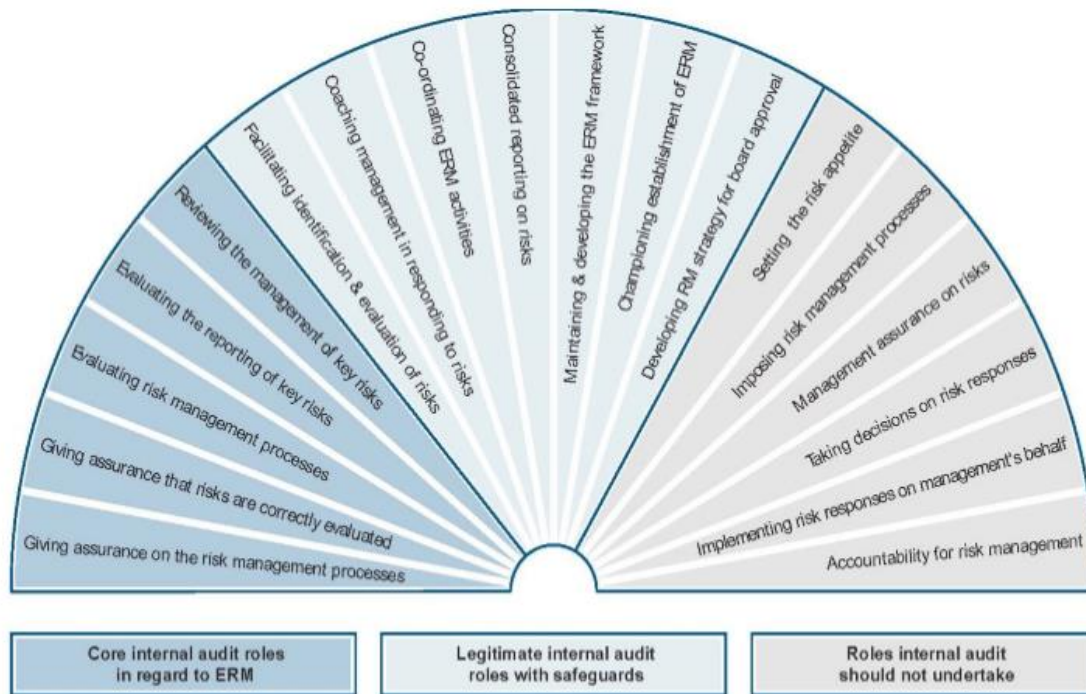 Giving assurance on the risk management processes
Giving assurance that risks are correctly evaluated
Evaluating risk management processes
Evaluating the reporting of key risks
Reviewing the management of key risks
Facilitating identification & evaluation of risks
Coaching management in responding to risks
Co-ordinating ERM activities
Consolidated reporting on risks
Maintaining & developing the ERM framework
Championing establishment of ERM
Developing RM strategy for board approval
Setting the risk appetite
Imposing risk management processes
Management assurance on risks
Taking decisions on risk responses
Implementing risk responses on management's behalf
Accountability for risk management
Core internal audit roles
in regard to ERM
Legitimate internal audit
roles with safeguards
Roles internal audit
should not undertake